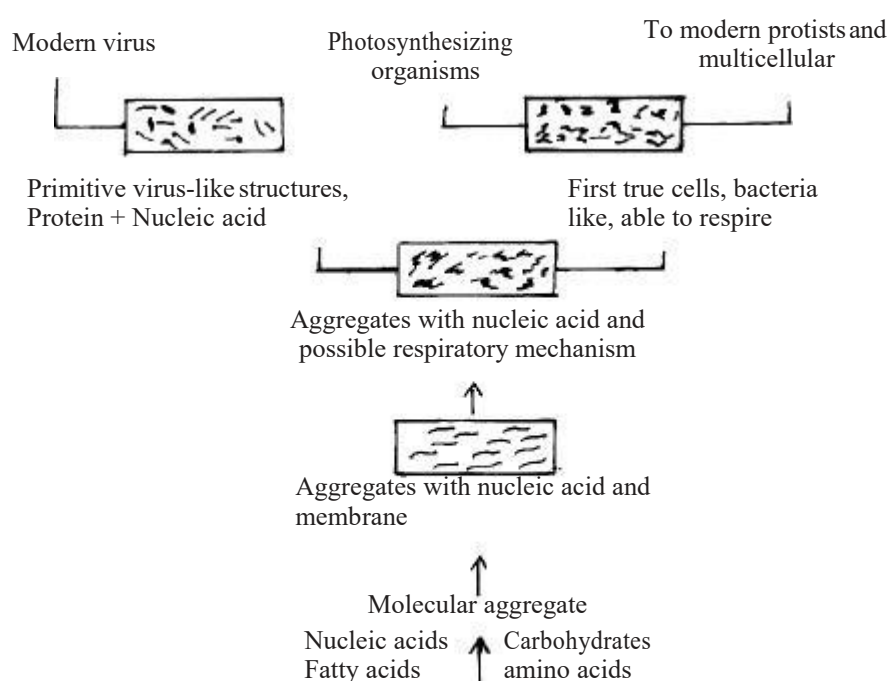 Modern virus
Photosynthesizing
organisms
To modern protists and
multicellular
Primitive virus-like structures,
Protein + Nucleic acid
First true cells, bacteria
like, able to respire
Aggregates with nucleic acid and
possible respiratory mechanism
Aggregates with nucleic acid and
membrane
Molecular aggregate
Nucleic acids
Fatty acids
Carbohydrates
amino acids